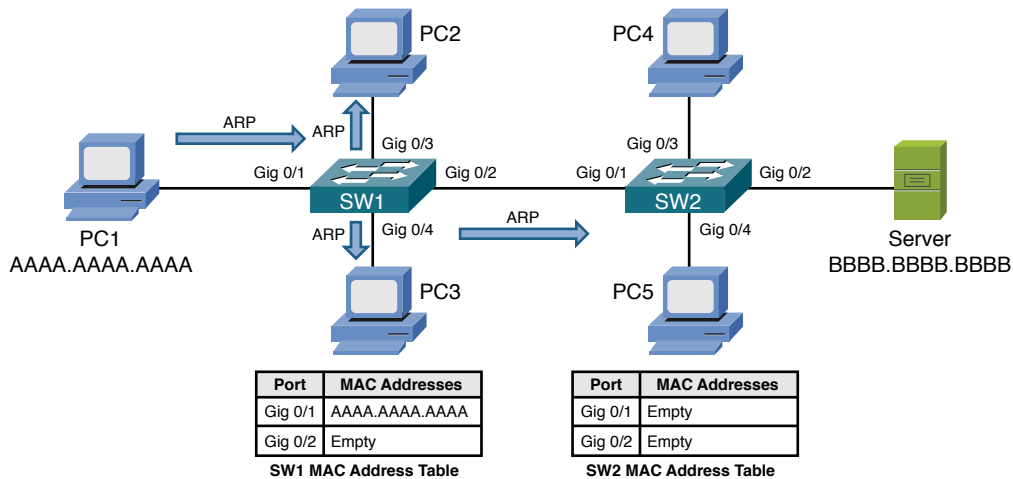 PC2
PC4
ARP
ARP
Gig 0/3
Gig 0/3
Gig 0/1
Gig 0/2
Gig 0/1
Gig 0/2
SW1
SW2
PC1
AAAA.AAAA.AAAA
ARP
Gig 0/4
ARP
Gig 0/4
Server
BBBB.BBBB.BBBB
PC3
PC5
Port MAC Addresses
Gig 0/1 AAAA.AAAA.AAAA
Gig 0/2 Empty
SW1 MAC Address Table
Port MAC Addresses
Gig 0/1 Empty
Gig 0/2 Empty
SW2 MAC Address Table